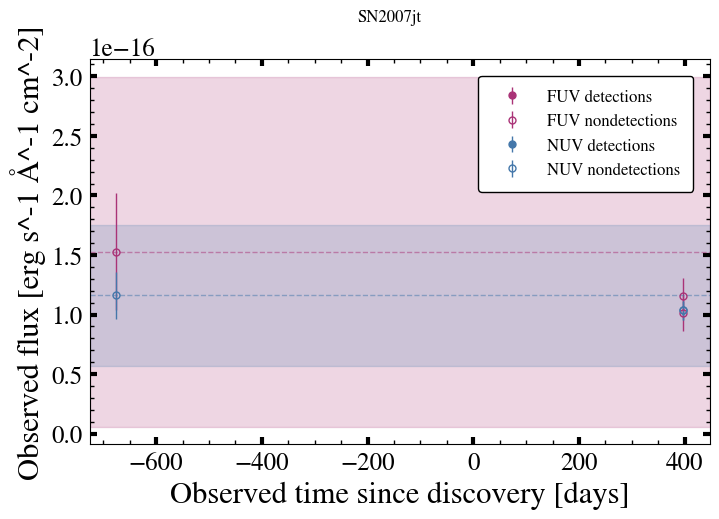 SN2007jt
1e−16
3.0
2.5
2.0
1.5
1.0
0.5
0.0
Observed flux [erg s^-1 Å^-1 cm^-2]
FUV detections
FUV nondetections
NUV detections
NUV nondetections
−600 −400 −200 0 200 400
Observed time since discovery [days]